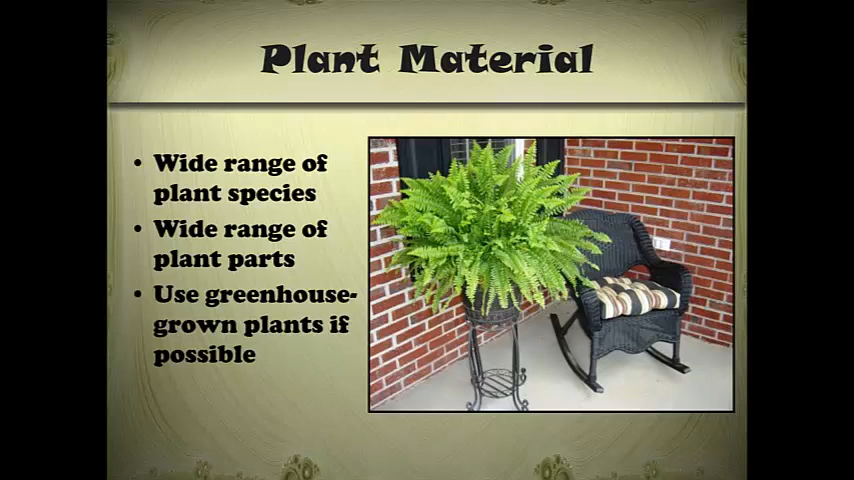 Plant Material
• Wide range of
plant species
• Wide range of
plant parts
• Use greenhouse-
grown plants if
possible